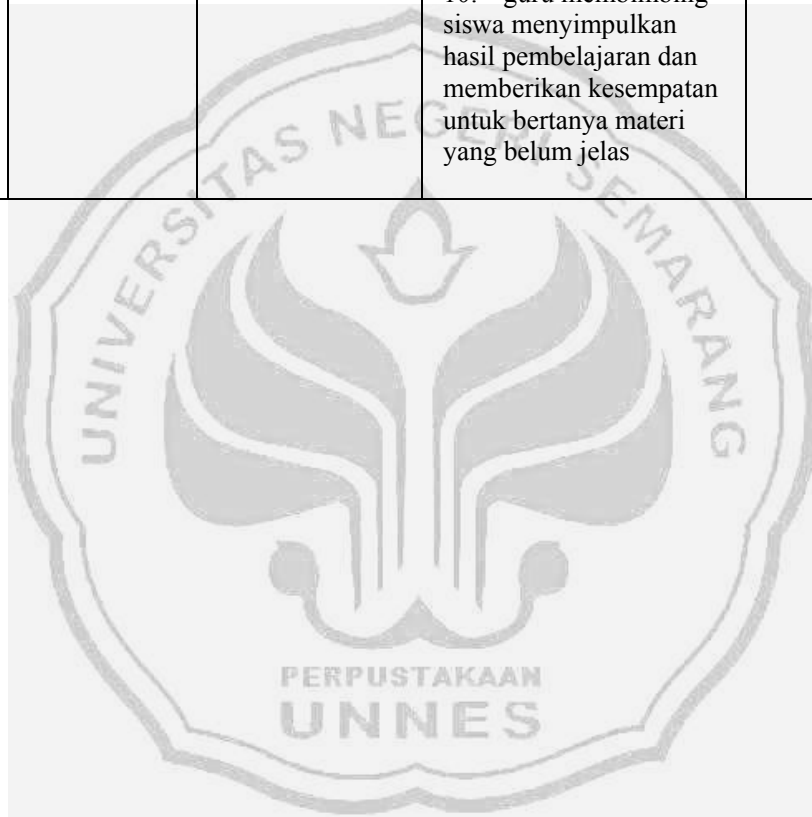 10. guru membimbing
siswa menyimpulkan
hasil pembelajaran dan
memberikan kesempatan
untuk bertanya materi
yang belum jelas
UNIVERSITAS NEGERI SEMARANG
PERPUSTAKAAN
UNNES